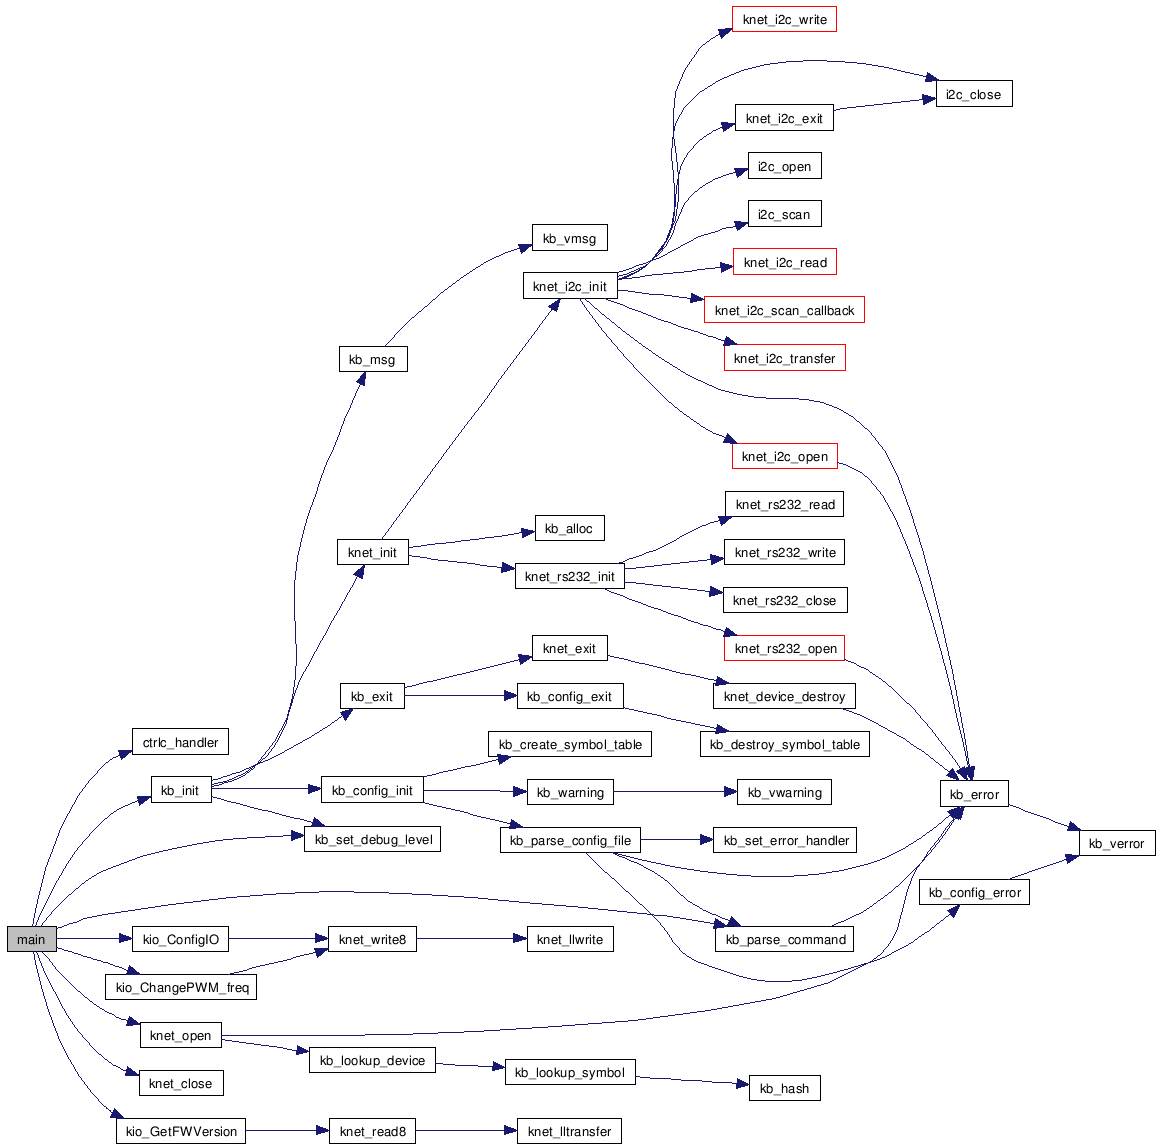 knet_i2c_write
i2c_close
knet_i2c_exit
i2c_open
i2c_scan
kb_vmsg
knet_i2c_read
knet_i2c_init
knet_i2c_scan_callback
kb_msg
knet_i2c_transfer
knet_i2c_open
knet_rs232_read
kb_alloc
knet_init
knet_rs232_write
knet_rs232_init
knet_rs232_close
knet_exit
knet_rs232_open
kb_exit
kb_config_exit
knet_device_destroy
ctrlc_handler
kb_create_symbol_table
kb_destroy_symbol_table
kb_init
kb_config_init
kb_warning
kb_vwarning
kb_error
kb_set_debug_level
kb_parse_config_file
kb_set_error_handler
kb_verror
kb_config_error
main
kio_ConfigIO
knet_write8
knet_llwrite
kb_parse_command
kio_ChangePWM_freq
knet_open
kb_lookup_device
kb_lookup_symbol
knet_close
kb_hash
kio_GetFWVersion
knet_read8
knet_lltransfer